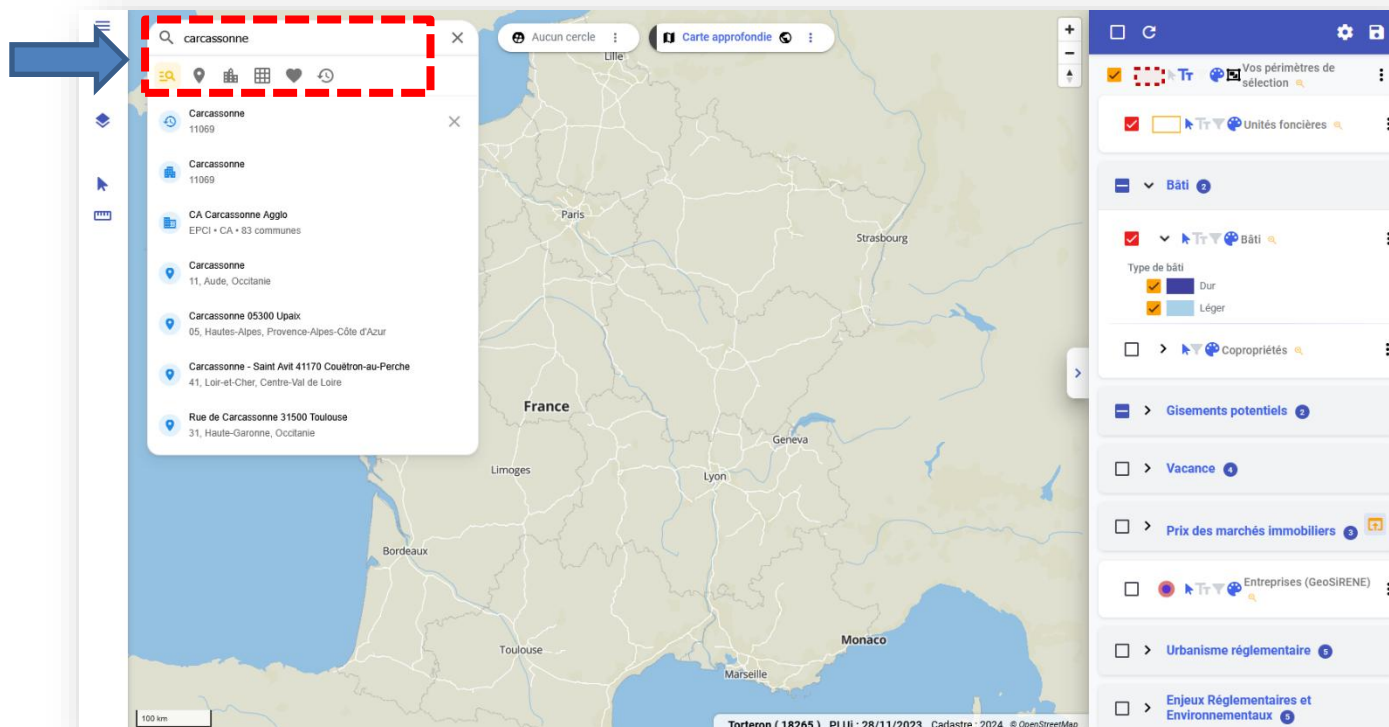 carcassonne
Carcassonne
11069
Carcassonne
11069
CA Carcassonne Agglo
EPCI • CA • 83 communes
Carcassonne
11, Aude, Occitanie
Carcassonne 05300 Upaix
05, Hautes-Alpes, Provence-Alpes-Côte d'Azur
Carcassonne - Saint Avit 41170 Couëtron-au-Perche
41, Loir-et-Cher, Centre-Val de Loire
Rue de Carcassonne 31500 Toulouse
31, Haute-Garonne, Occitanie
Aucun cercle
Carte approfondie
Lille
Paris
Strasbourg
France
Geneva
Limoges
Lyon
Bordeaux
Monaco
Toulouse
Marseille
100 km
Torteron ( 18265 ) PLUi : 28/11/2023 Cadastre : 2024 © OpenStreetMap
Tт Vos périmètres de
sélection
Tт Unités foncières
Bâti 2
Tт Bâti
Type de bâti
Dur
Léger
Copropriétés
Gisements potentiels 2
Vacance 4
Prix des marchés immobiliers 3
Tт Entreprises (GeoSiRENE)
Urbanisme réglementaire 5
Enjeux Réglementaires et
Environnementaux 5